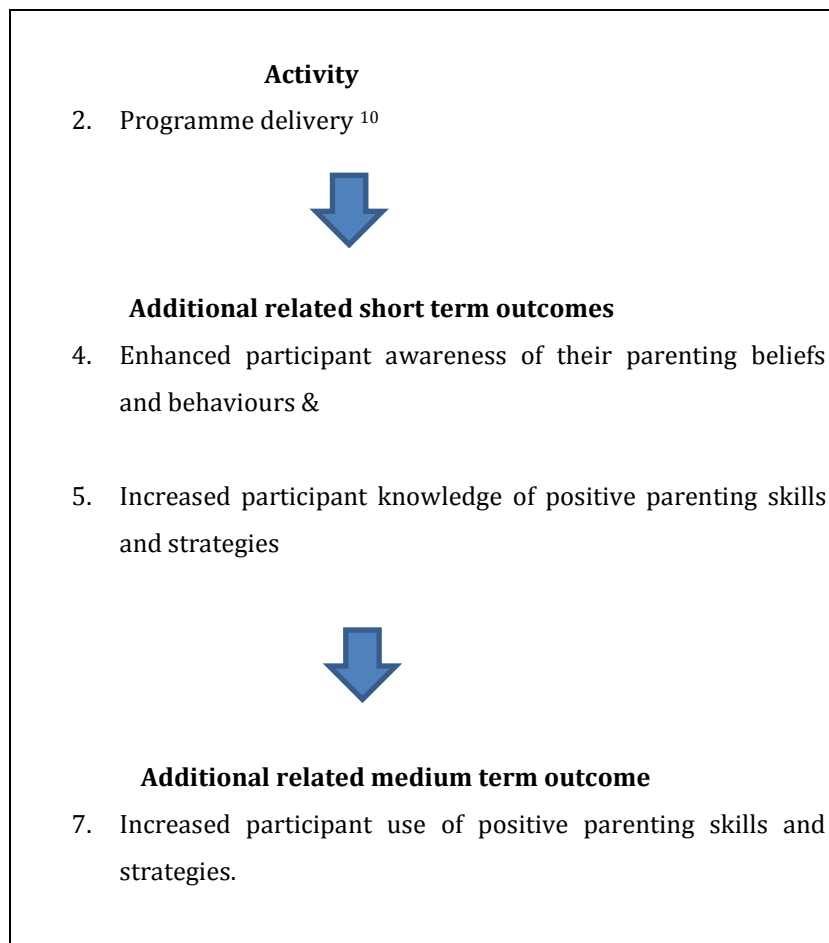 Activity
2. Programme delivery 10
Additional related short term outcomes
4. Enhanced participant awareness of their parenting beliefs
and behaviours &
5. Increased participant knowledge of positive parenting skills
and strategies
Additional related medium term outcome
7. Increased participant use of positive parenting skills and
strategies.